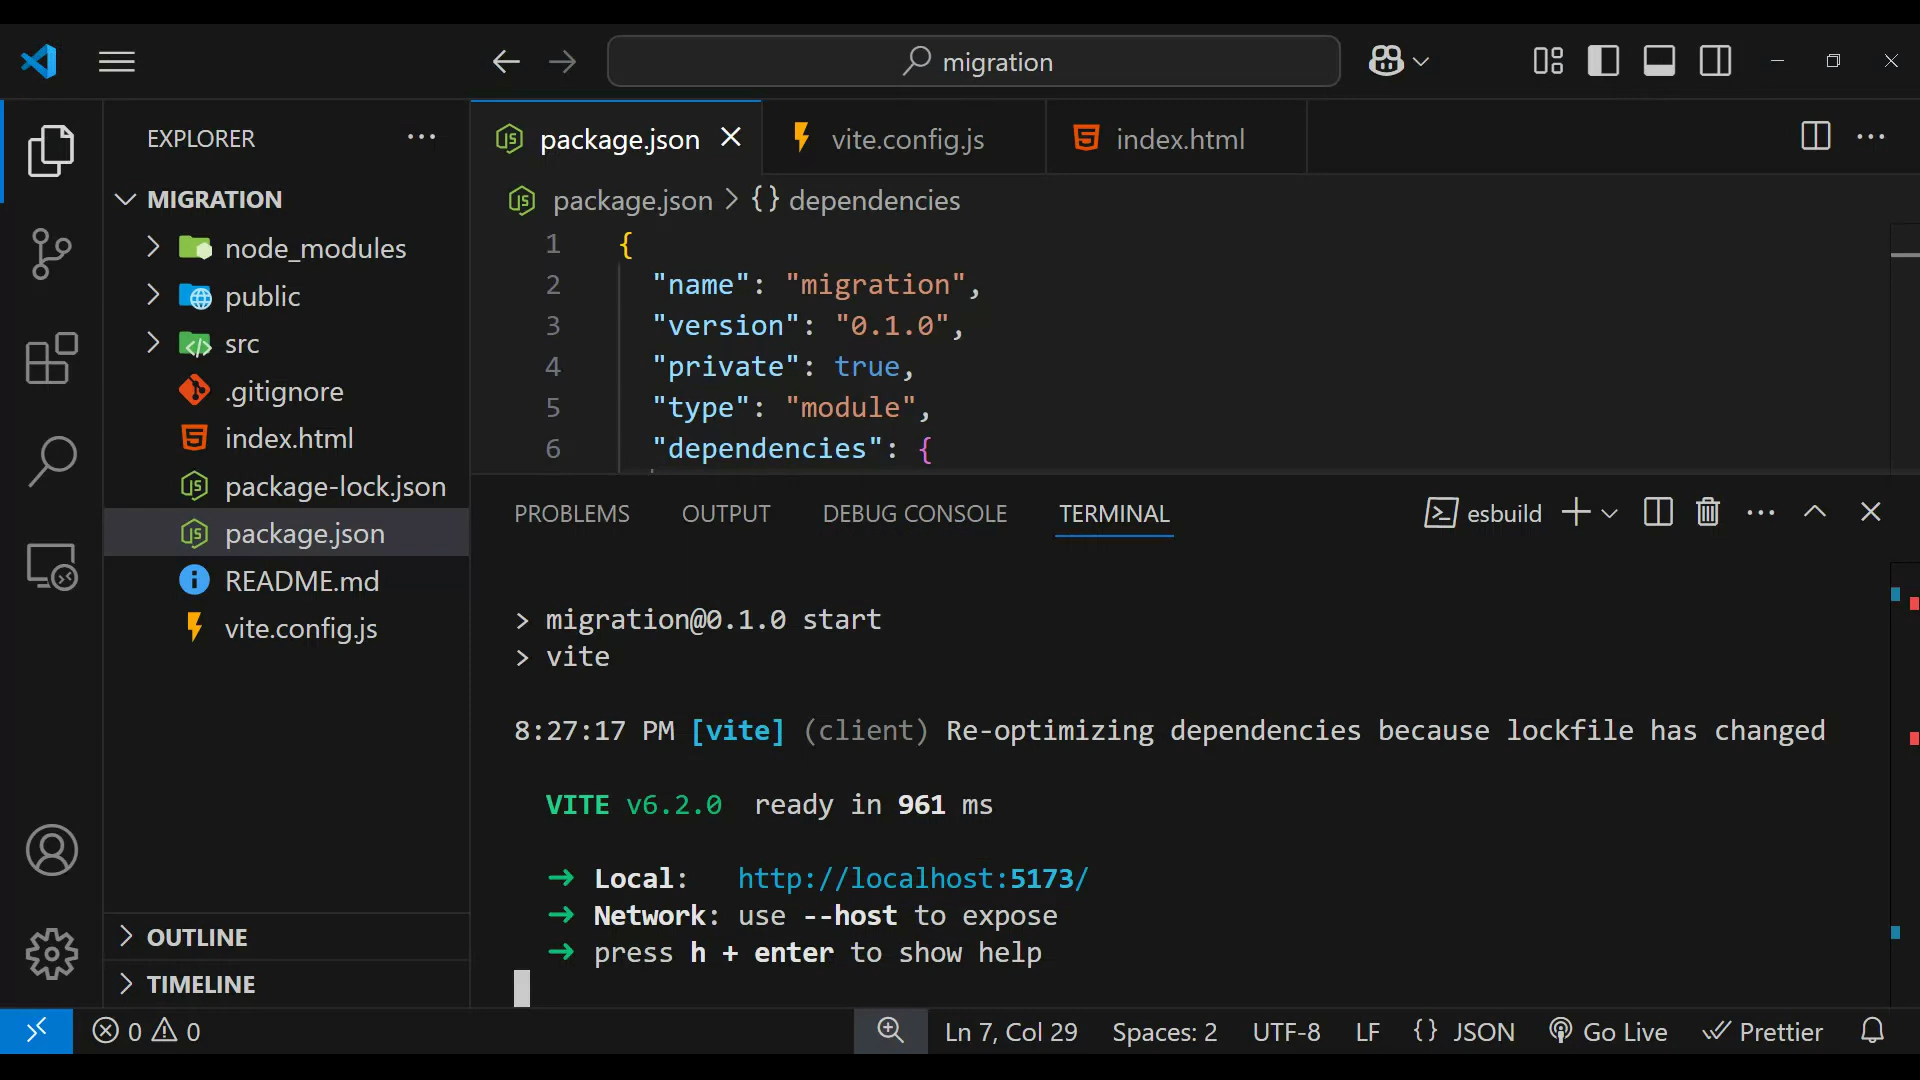 migration
EXPLORER
MIGRATION
node_modules
public
src
.gitignore
index.html
package-lock.json
package.json
README.md
vite.config.js
OUTLINE
TIMELINE
package.json
vite.config.js
index.html
package.json > {} dependencies
1 {
2 "name": "migration",
3 "version": "0.1.0",
4 "private": true,
5 "type": "module",
6 "dependencies": {
PROBLEMS OUTPUT DEBUG CONSOLE TERMINAL
esbuild
> migration@0.1.0 start
> vite
8:27:17 PM [vite] (client) Re-optimizing dependencies because lockfile has changed
VITE v6.2.0 ready in 961 ms
➜ Local: http://localhost:5173/
➜ Network: use --host to expose
➜ press h + enter to show help
0 0 Ln 7, Col 29 Spaces: 2 UTF-8 LF {} JSON Go Live Prettier